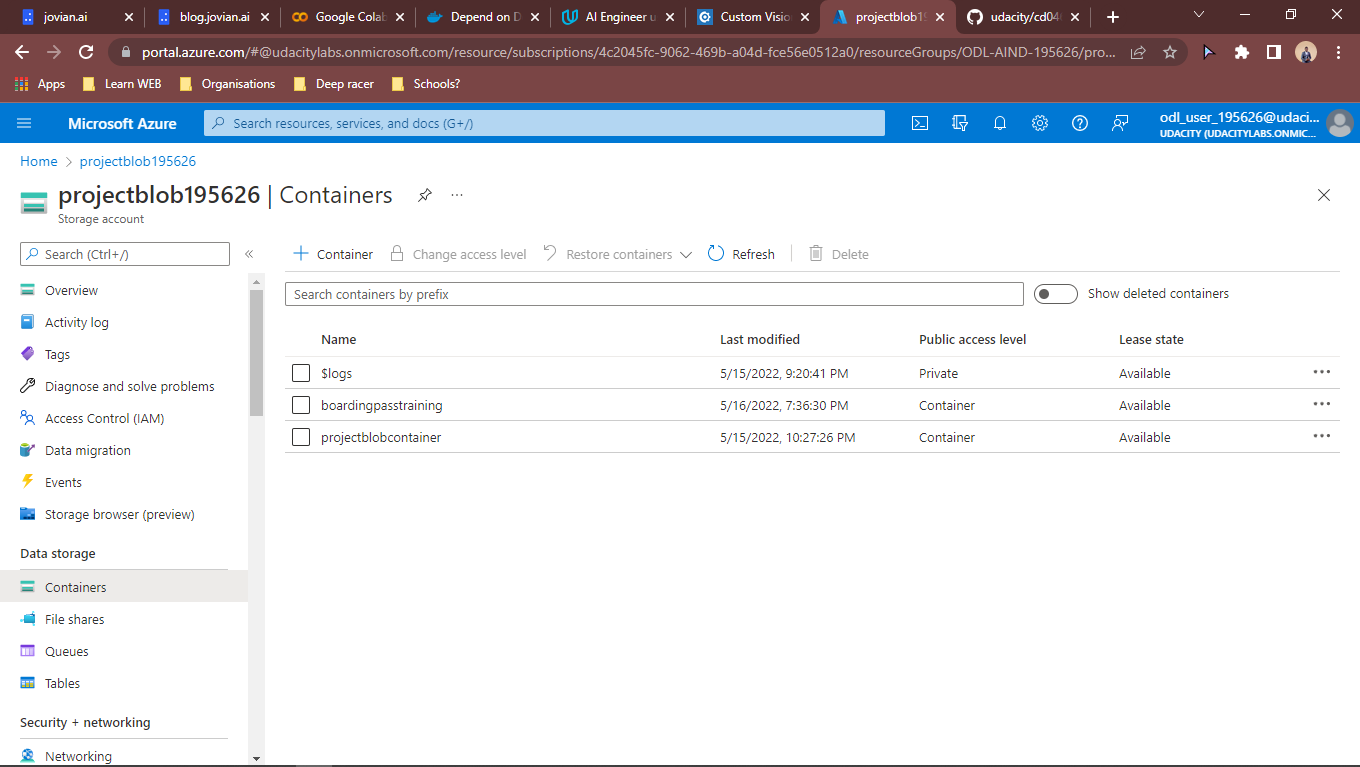 jovian.ai
blog.jovian.ai
Google Colab
Depend on D
AI Engineer u
Custom Visio
projectblob19
udacity/cd046
portal.azure.com/#@udacitylabs.onmicrosoft.com/resource/subscriptions/4c2045fc-9062-469b-a04d-fce56e0512a0/resourceGroups/ODL-AIND-195626/pro...
Apps
Learn WEB
Organisations
Deep racer
Schools?
Microsoft Azure
Search resources, services, and docs (G+/)
odl_user_195626@udaci...
UDACITY (UDACITYLABS.ONMIC...
Home > projectblob195626
projectblob195626 | Containers
Storage account
Search (Ctrl+/)
Overview
Activity log
Tags
Diagnose and solve problems
Access Control (IAM)
Data migration
Events
Storage browser (preview)
Data storage
Containers
File shares
Queues
Tables
Security + networking
Networking
Container
Change access level
Restore containers
Refresh
Delete
Search containers by prefix
Show deleted containers
Name Last modified Public access level Lease state
$logs 5/15/2022, 9:20:41 PM Private Available
boardingpasstraining 5/16/2022, 7:36:30 PM Container Available
projectblobcontainer 5/15/2022, 10:27:26 PM Container Available